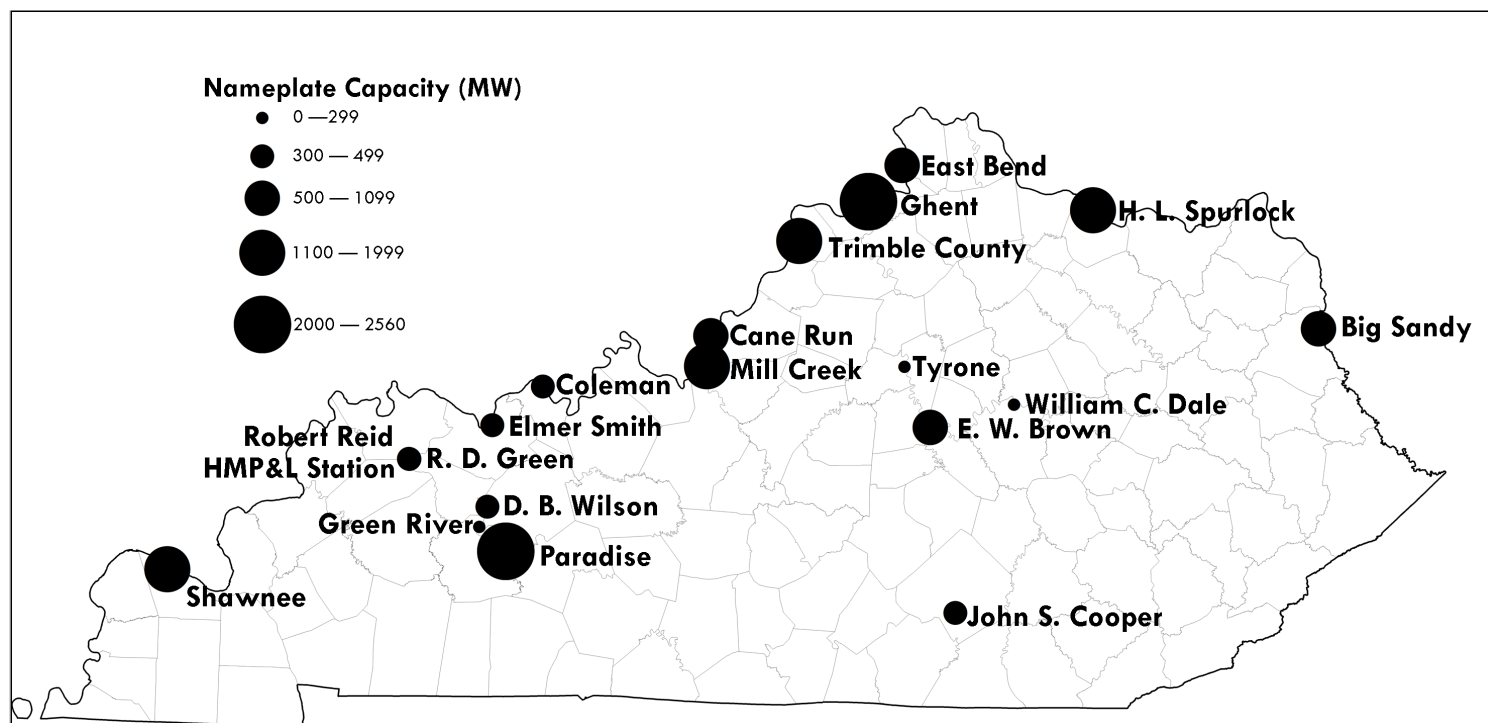 Nameplate Capacity (MW)
0 —299
300 — 499
500 — 1099
1100 — 1999
2000 — 2560
East Bend
Ghent
H. L. Spurlock
Trimble County
Big Sandy
Cane Run
Mill Creek
Tyrone
Coleman
William C. Dale
Elmer Smith
E. W. Brown
Robert Reid
HMP&L Station
R. D. Green
D. B. Wilson
Green River
Paradise
Shawnee
John S. Cooper